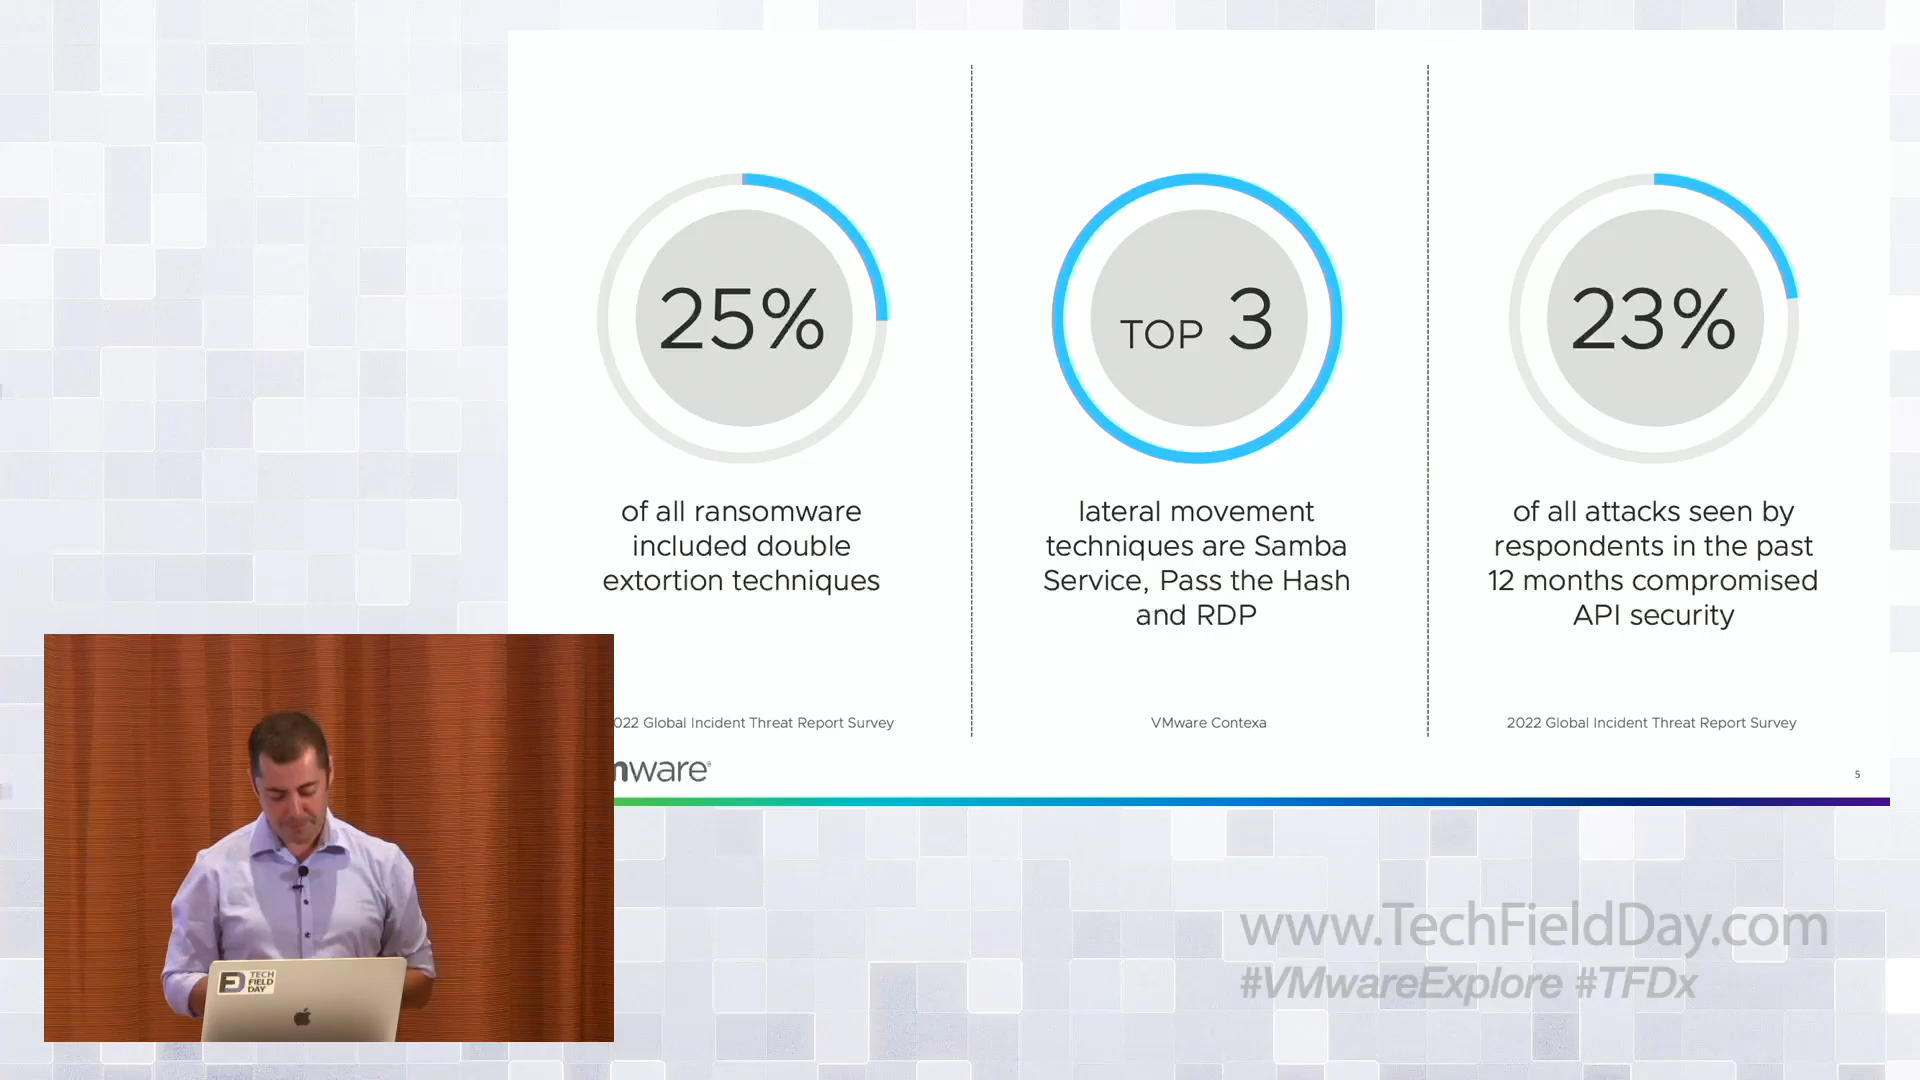 25%
of all ransomware
included double
extortion techniques
022 Global Incident Threat Report Survey
TOP 3
lateral movement
techniques are Samba
Service, Pass the Hash
and RDP
VMware Contexa
23%
of all attacks seen by
respondents in the past
12 months compromised
API security
2022 Global Incident Threat Report Survey
mware®
5
TECH
FIELD
DAY
www.TechFieldDay.com
#VMwareExplore #TFDx